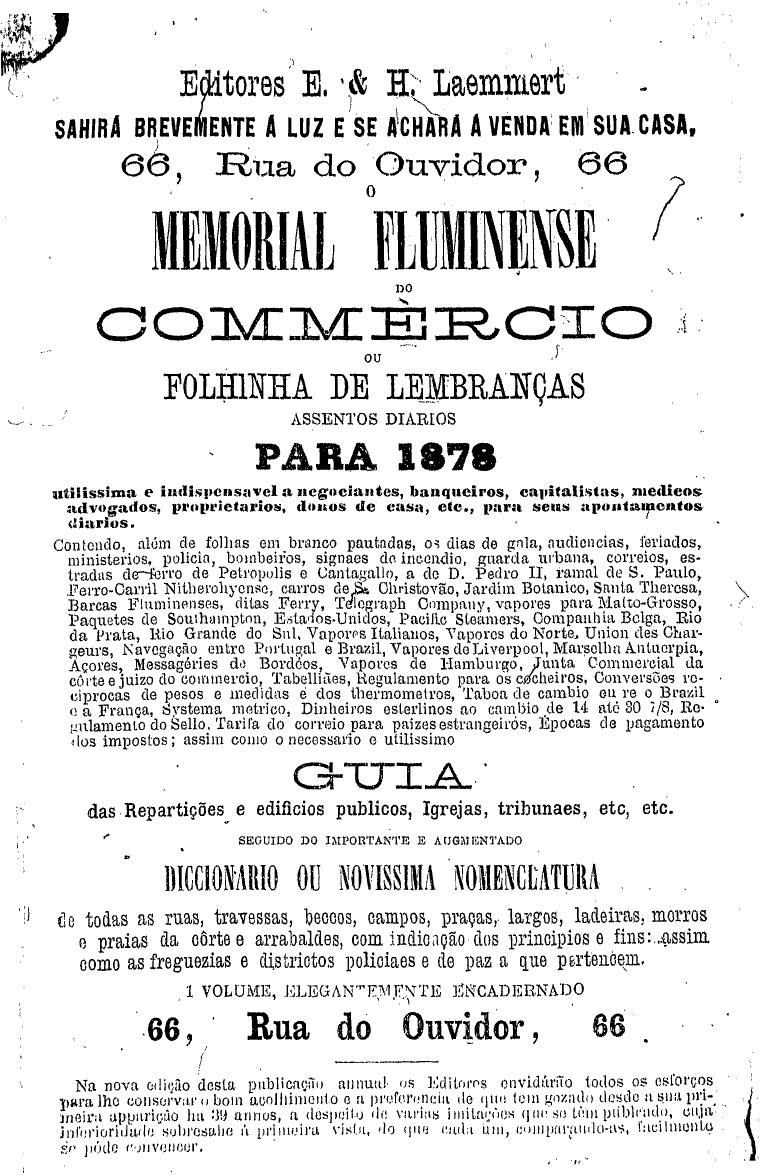 Editores E. & H. Laemmert
SAHIRÁ BREVEMENTE Á LUZ E SE ACHARÁ Á VENDA EM SUA CASA,
66, Rua do Ouvidor, 66
O
MEMORIAL FLUMINENSE
DO
COMMERCIO
OU
FOLHINHA DE LEMBRANÇAS
ASSENTOS DIARIOS
PARA 1878
utilissima e indispensavel a negociantes, banqueiros, capitalistas, medicos
advogados, proprietarios, donos de casa, etc., para seus apontamentos
diarios.
Contendo, além de folhas em branco pautadas, os dias de gala, audiencias, feriados,
ministerios, policia, bombeiros, signaes de incendio, guarda urbana, correios, es-
tradas de ferro de Petropolis e Cantagallo, a de D. Pedro II, ramal de S. Paulo,
Ferro-Carril Nitherohyense, carros de S. Christovão, Jardim Botanico, Santa Theresa,
Barcas Fluminenses, ditas Ferry, Telegraph Company, vapores para Matto-Grosso,
Paquetes de Southampton, Estados-Unidos, Pacific Steamers, Companhia Belga, Rio
da Prata, Rio Grande do Sul, Vapores Italianos, Vapores do Norte, Union des Char-
geurs, Navegação entre Portugal e Brazil, Vapores de Liverpool, Marselha Antuerpia,
Açores, Messagéries de Bordéos, Vapores de Hamburgo, Junta Commercial da
côrte e juizo do commercio, Tabelliães, Regulamento para os cocheiros, Conversões re-
ciprocas de pesos e medidas e dos thermometros, Taboa de cambio en re o Brazil
e a França, Systema metrico, Dinheiros esterlinos ao cambio de 14 até 30 7/8, Re-
gulamento do Sello, Tarifa do correio para paizes estrangeiros, Épocas de pagamento
dos impostos; assim como o necessario e utilissimo
GUIA
das Repartições e edificios publicos, Igrejas, tribunaes, etc, etc.
SEGUIDO DO IMPORTANTE E AUGMENTADO
DICCIONARIO OU NOVISSIMA NOMENCLATURA
de todas as ruas, travessas, beccos, campos, praças, largos, ladeiras, morros
e praias da côrte e arrabaldes, com indicação dos principios e fins: assim
como as freguezias e districtos policiaes e de paz a que pertencem.
1 VOLUME, ELEGANTEMENTE ENCADERNADO
66, Rua do Ouvidor, 66
Na nova edição desta publicação annual os Editores envidárão todos os esforços
para lhe conservar o bom acolhimento e a preferencia de que tem gozado desde a sua pri-
meira apparição ha 39 annos, a despeito de varias imitações que se têm publicado, cuja
inferioridade sobresahe á primeira vista, do que cada um, comparando-as, facilmente
se póde convencer.